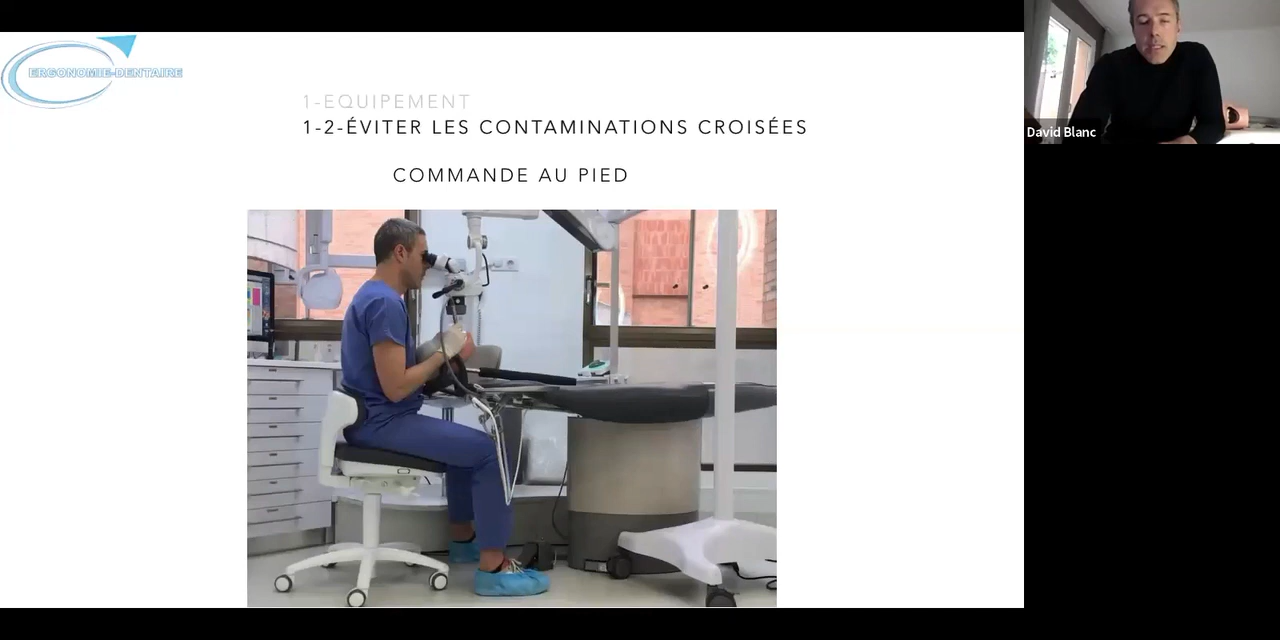 ERGONOMIE-DENTAIRE
1-EQUIPEMENT
1-2-ÉVITER LES CONTAMINATIONS CROISÉES
COMMANDE AU PIED
David Blanc